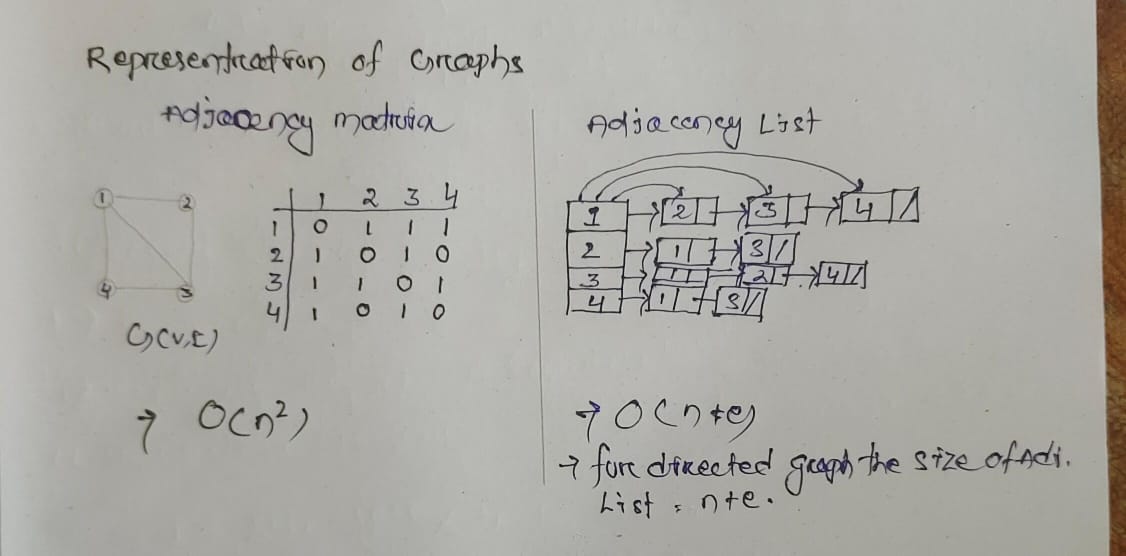 Representation of Graphs
Adjacency matrix
1 2
4 3
G(V,E)
1 2 3 4
1 0 1 1 1
2 1 0 1 0
3 1 1 0 1
4 1 0 1 0
→ O(n²)
Adjacency List
1 → 2 → 3 → 4 /
2 → 1 → 3 /
3 → 1 → 2 → 4 /
4 → 1 → 3 /
→ O(n+e)
→ for directed graph the size of Adj.
List = n+e.